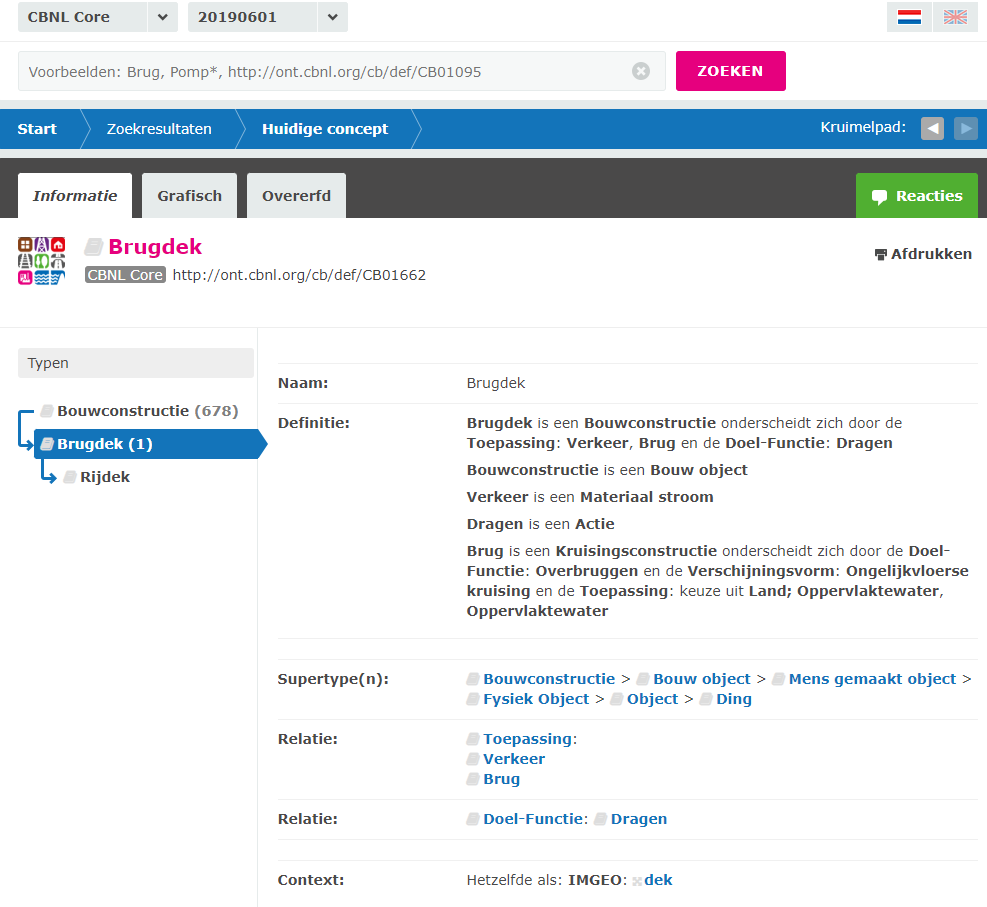 CBNL Core 20190601
Voorbeelden: Brug, Pomp*, http://ont.cbnl.org/cb/def/CB01095 ZOEKEN
Start Zoekresultaten Huidige concept Kruimelpad:
Informatie Grafisch Overerfd Reacties
Brugdek
CBNL Core http://ont.cbnl.org/cb/def/CB01662
Afdrukken
Typen
Bouwconstructie (678)
Brugdek (1)
Rijdek
Naam: Brugdek
Definitie: Brugdek is een Bouwconstructie onderscheidt zich door de
Toepassing: Verkeer, Brug en de Doel-Functie: Dragen
Bouwconstructie is een Bouw object
Verkeer is een Materiaal stroom
Dragen is een Actie
Brug is een Kruisingsconstructie onderscheidt zich door de Doel-
Functie: Overbruggen en de Verschijningsvorm: Ongelijkvloerse
kruising en de Toepassing: keuze uit Land; Oppervlaktewater,
Oppervlaktewater
Supertype(n): Bouwconstructie > Bouw object > Mens gemaakt object >
Fysiek Object > Object > Ding
Relatie: Toepassing:
Verkeer
Brug
Relatie: Doel-Functie: Dragen
Context: Hetzelfde als: IMGEO: dek